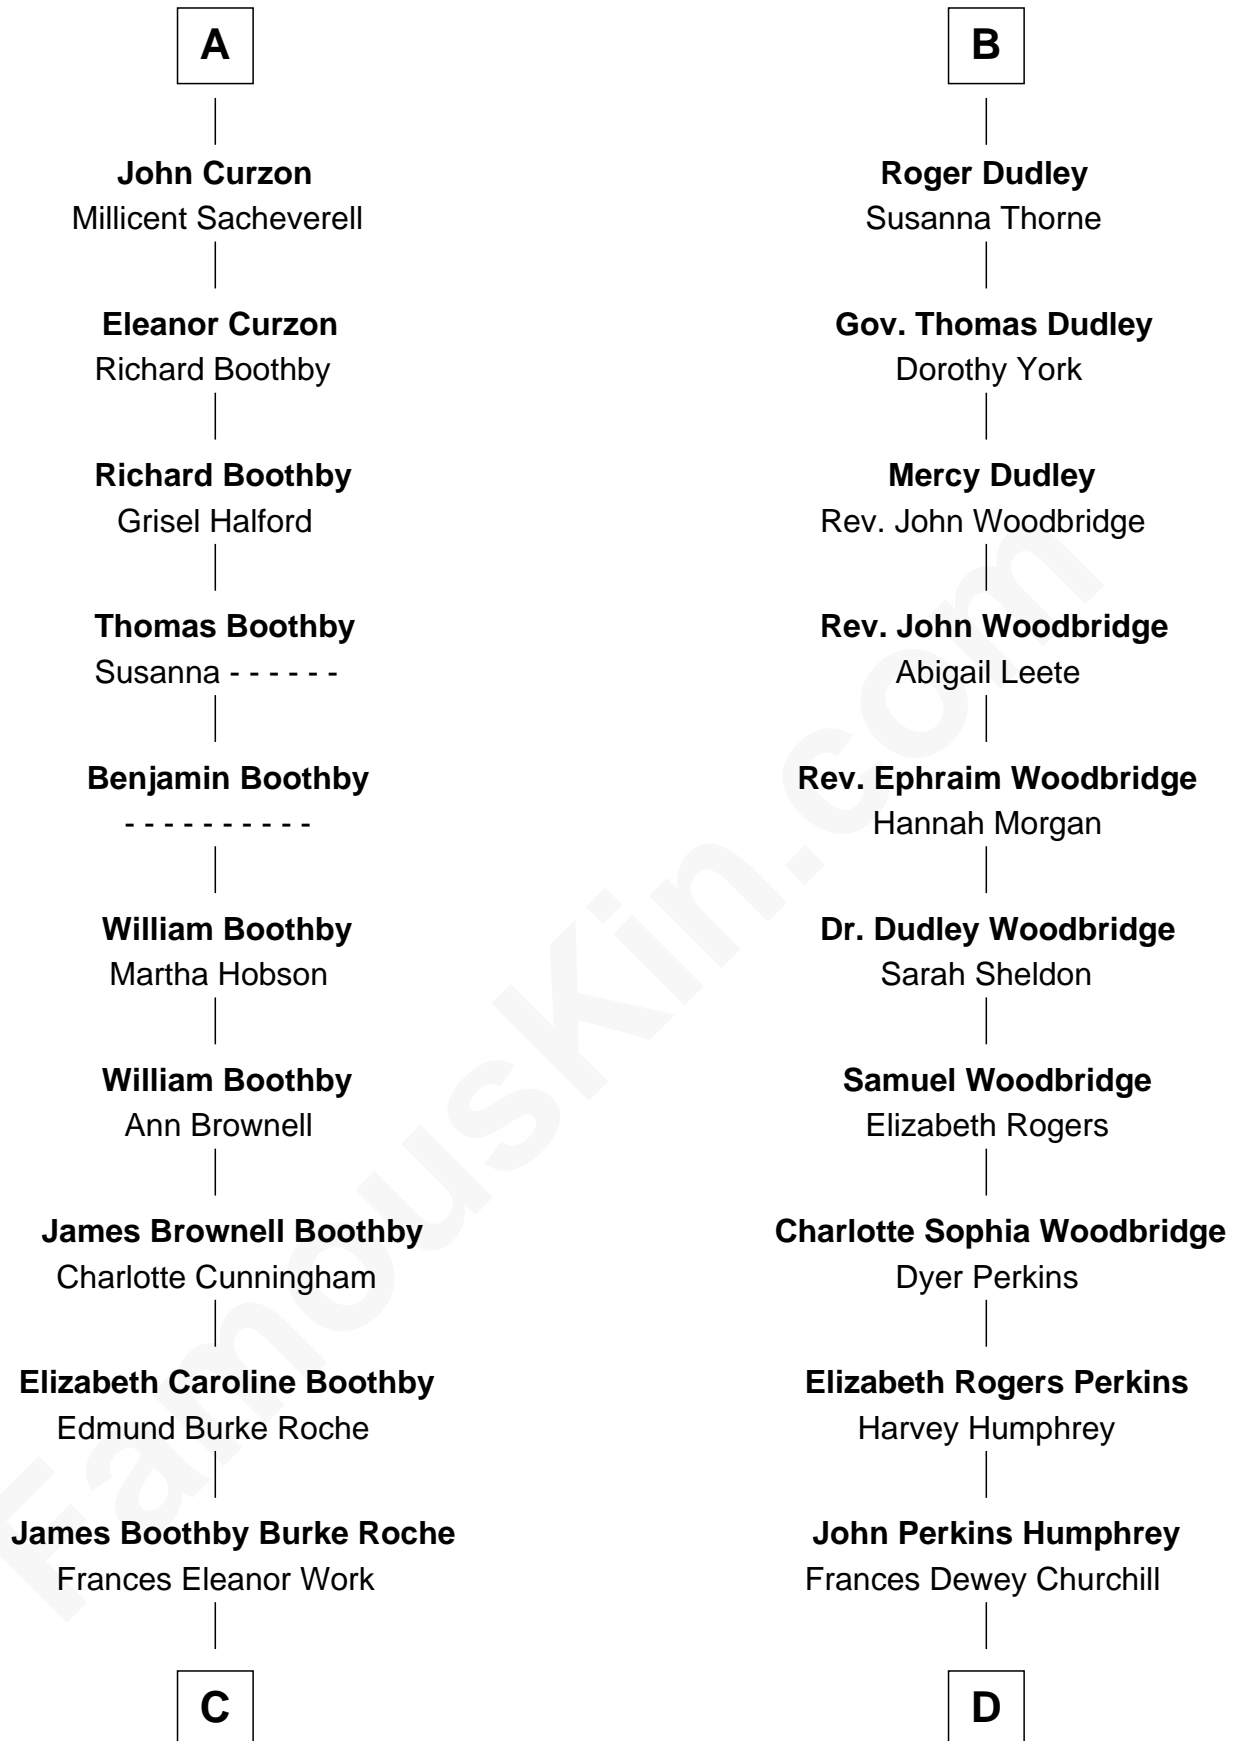 A
John Curzon
Millicent Sacheverell
Eleanor Curzon
Richard Boothby
Richard Boothby
Grisel Halford
Thomas Boothby
Susanna - - - - - -
Benjamin Boothby
- - - - - - - - - -
William Boothby
Martha Hobson
William Boothby
Ann Brownell
James Brownell Boothby
Charlotte Cunningham
Elizabeth Caroline Boothby
Edmund Burke Roche
James Boothby Burke Roche
Frances Eleanor Work
C
B
Roger Dudley
Susanna Thorne
Gov. Thomas Dudley
Dorothy York
Mercy Dudley
Rev. John Woodbridge
Rev. John Woodbridge
Abigail Leete
Rev. Ephraim Woodbridge
Hannah Morgan
Dr. Dudley Woodbridge
Sarah Sheldon
Samuel Woodbridge
Elizabeth Rogers
Charlotte Sophia Woodbridge
Dyer Perkins
Elizabeth Rogers Perkins
Harvey Humphrey
John Perkins Humphrey
Frances Dewey Churchill
D
FamousKin.com